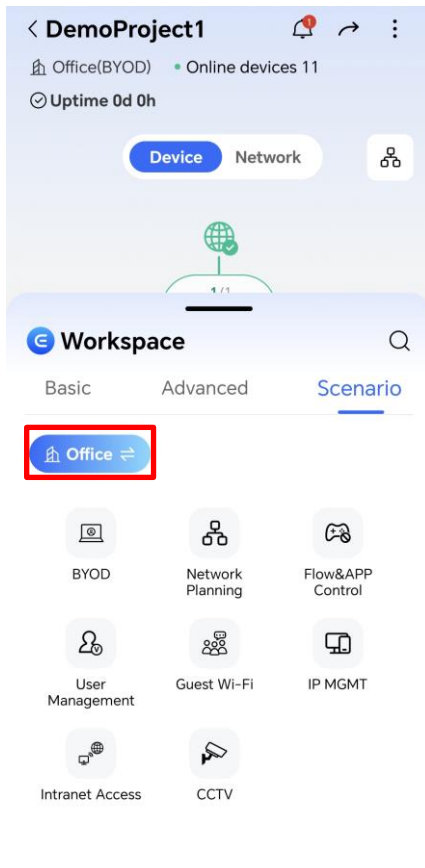 DemoProject1
Office(BYOD) • Online devices 11
Uptime 0d 0h
Device Network
1/1
Workspace
Basic Advanced Scenario
Office
BYOD
Network
Planning
Flow&APP
Control
User
Management
Guest Wi-Fi
IP MGMT
Intranet Access
CCTV